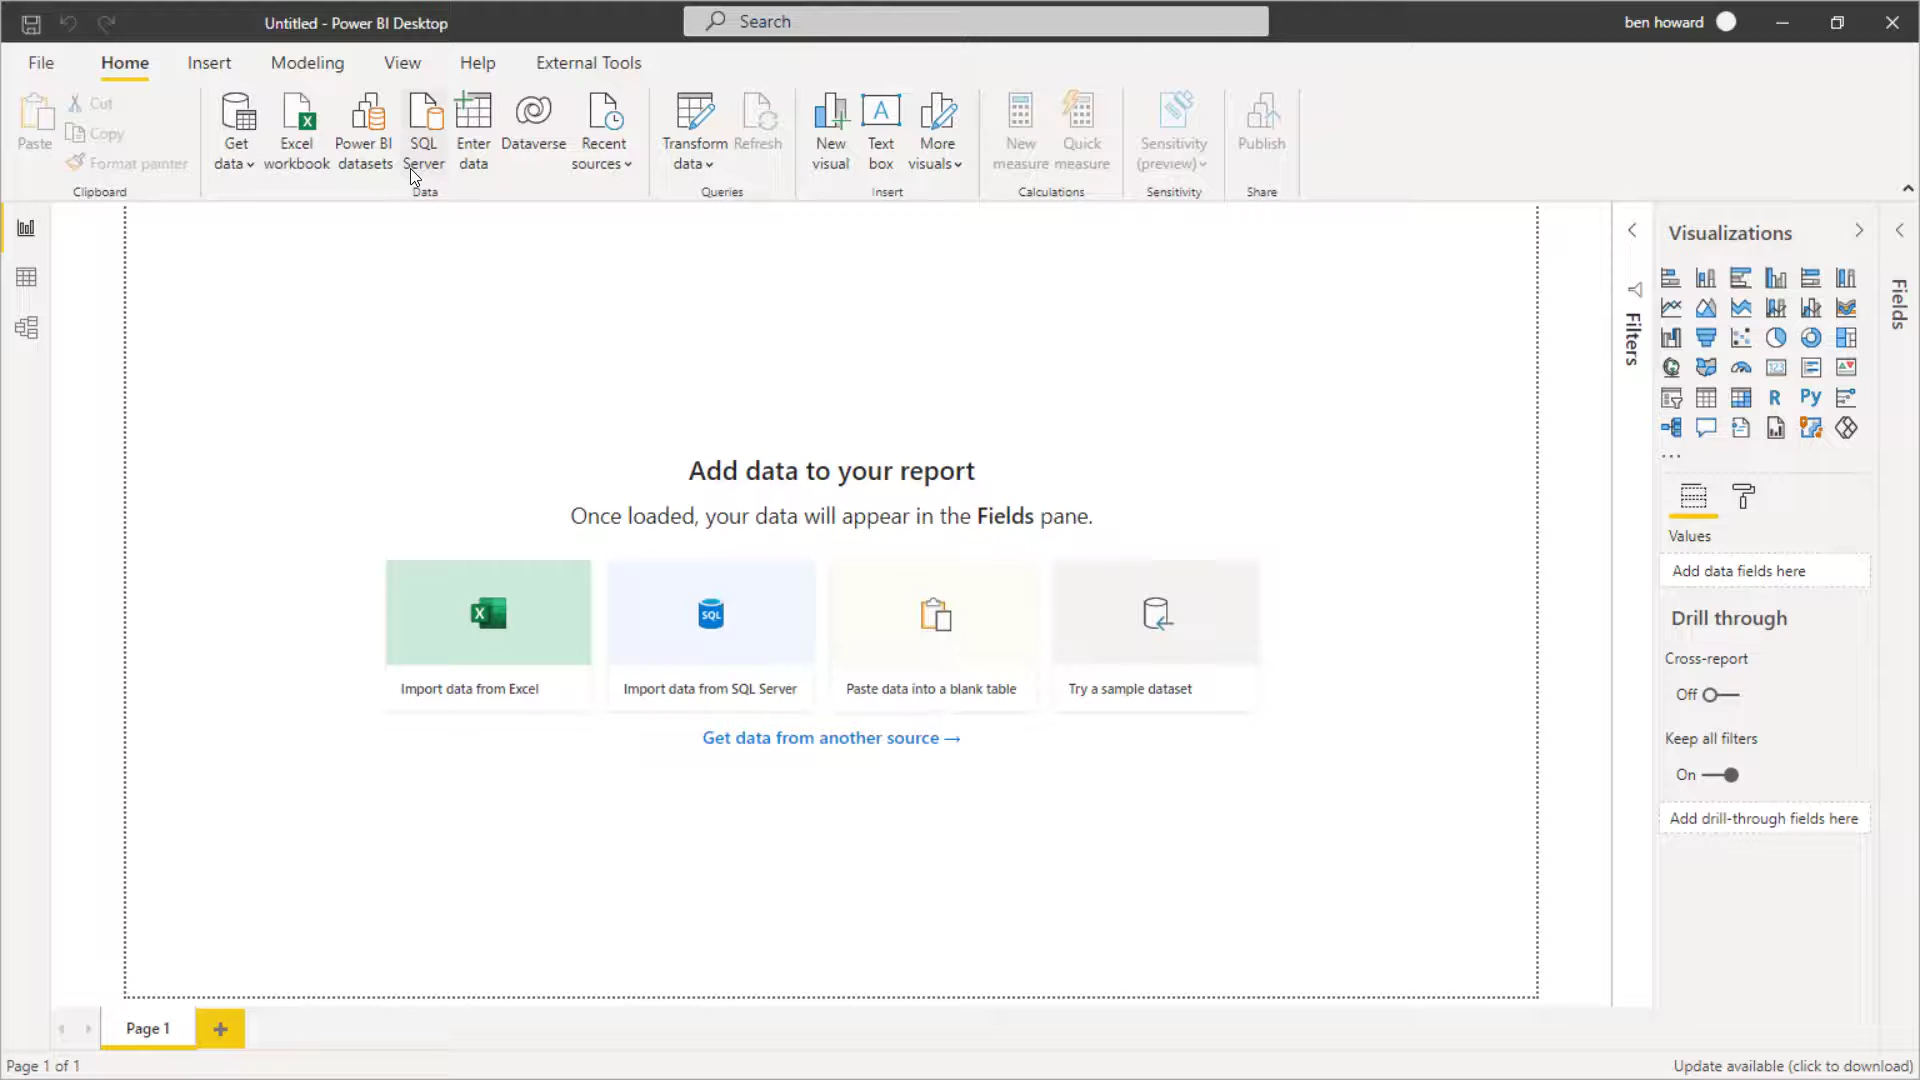 Untitled - Power BI Desktop
Search
ben howard
File
Home
Insert
Modeling
View
Help
External Tools
Paste
Cut
Copy
Format painter
Clipboard
Get
data
Excel
workbook
Power BI
datasets
SQL
Server
Enter
data
Dataverse
Recent
sources
Data
Transform
data
Refresh
Queries
New
visual
A
Text
box
More
visuals
Insert
New
measure
Quick
measure
Calculations
Sensitivity
(preview)
Sensitivity
Publish
Share
Filters
Visualizations
Fields
123
R
Py
...
Values
Add data fields here
Drill through
Cross-report
Off
Keep all filters
On
Add drill-through fields here
Add data to your report
Once loaded, your data will appear in the Fields pane.
X
SQL
Import data from Excel
Import data from SQL Server
Paste data into a blank table
Try a sample dataset
Get data from another source →
Page 1
+
Page 1 of 1
Update available (click to download)